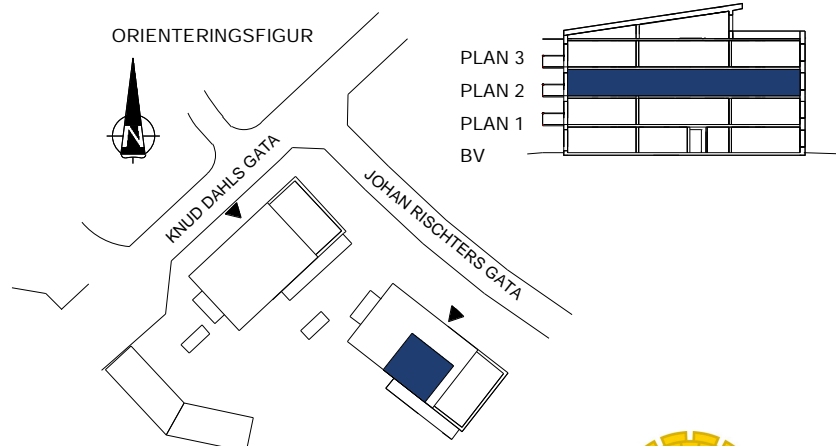 ORIENTERINGSFIGUR
N
PLAN 3
PLAN 2
PLAN 1
BV
KNUD DAHLS GATA
JOHAN RISCHTERS GATA